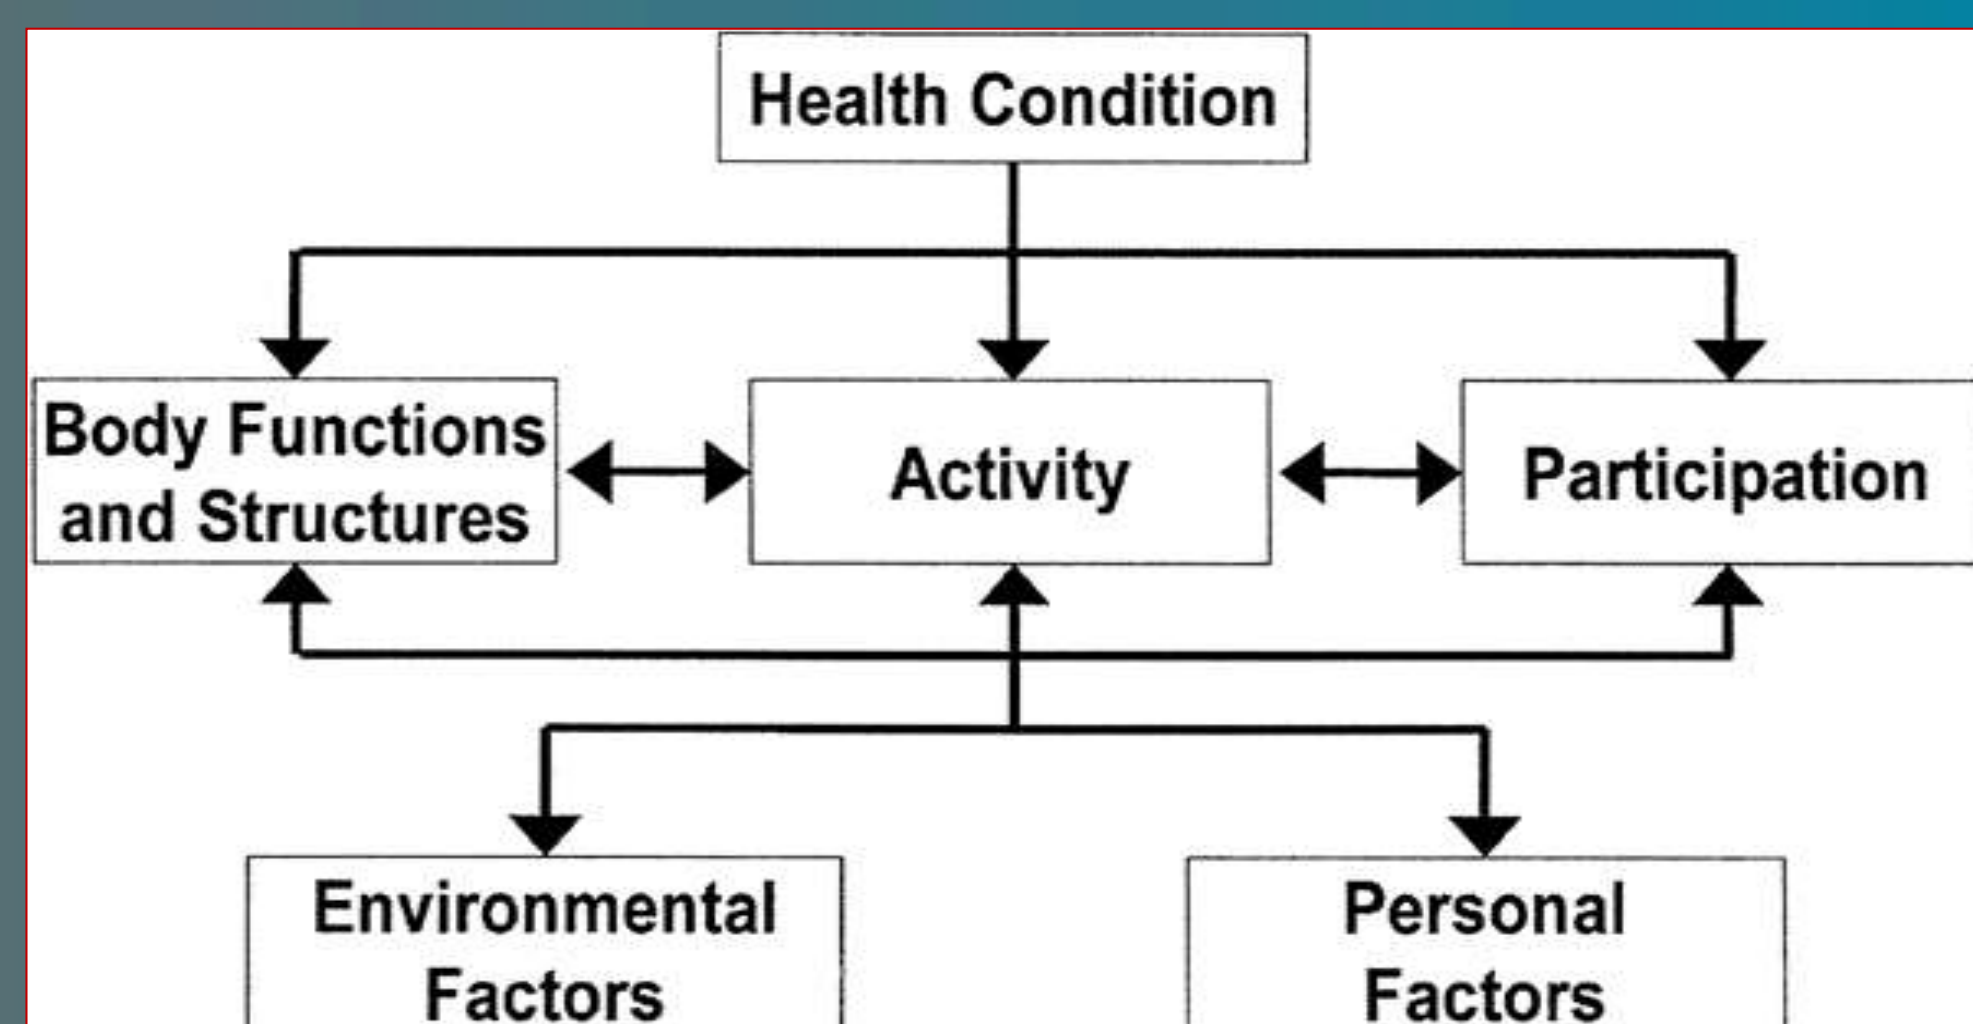 Health Condition
Body Functions
and Structures
Activity
Participation
Environmental
Factors
Personal
Factors